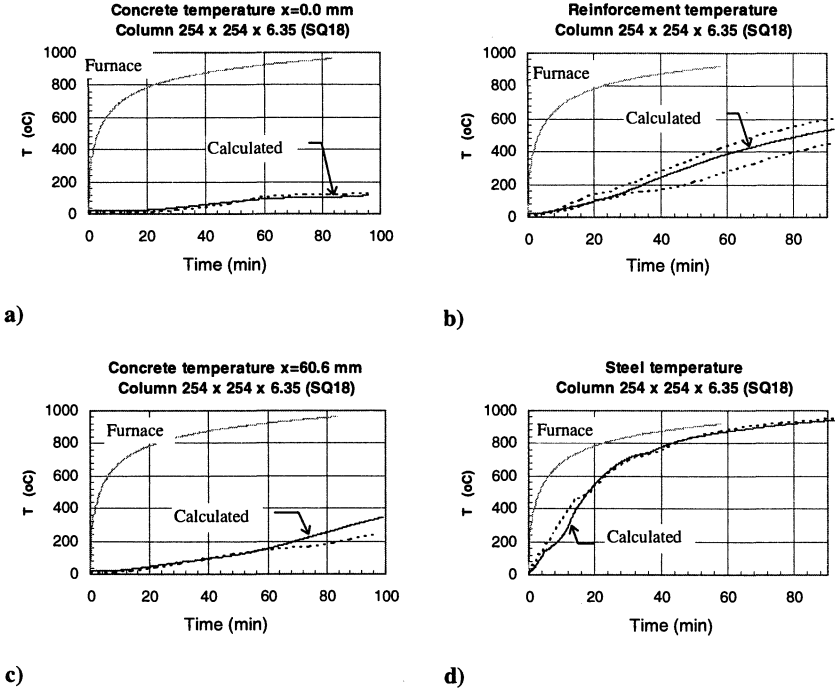 Concrete temperature x=0.0 mm
Column 254 x 254 x 6.35 (SQ18)
1000
800
600
400
200
0
T (oC)
Furnace
Calculated
0 20 40 60 80 100
Time (min)
a)
Reinforcement temperature
Column 254 x 254 x 6.35 (SQ18)
1000
800
600
400
200
0
T (oC)
Furnace
Calculated
0 20 40 60 80
Time (min)
b)
Concrete temperature x=60.6 mm
Column 254 x 254 x 6.35 (SQ18)
1000
800
600
400
200
0
T (oC)
Furnace
Calculated
0 20 40 60 80 100
Time (min)
c)
Steel temperature
Column 254 x 254 x 6.35 (SQ18)
1000
800
600
400
200
0
T (oC)
Furnace
Calculated
0 20 40 60 80
Time (min)
d)